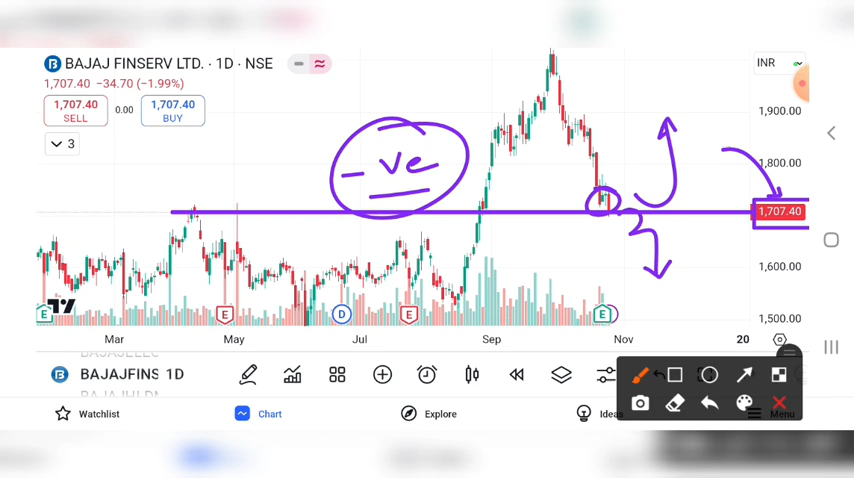 BAJAJ FINSERV LTD. · 1D · NSE
INR
1,707.40 −34.70 (−1.99%)
1,707.40
SELL
0.00
1,707.40
BUY
3
1,900.00
1,800.00
-ve
1,707.40
1,600.00
1,500.00
E
E
D
E
E
Mar May Jul Sep Nov 20
BAJAJFINS 1D
Watchlist
Chart
Explore
Ideas
Menu